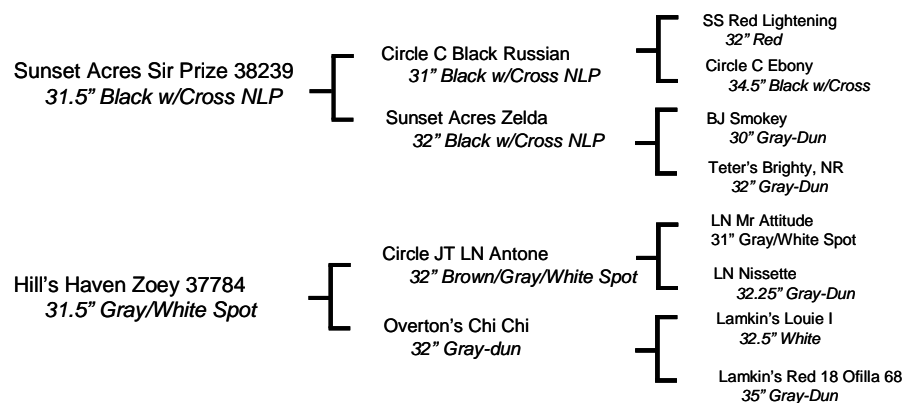 Sunset Acres Sir Prize 38239
31.5” Black w/Cross NLP
Hill’s Haven Zoey 37784
31.5” Gray/White Spot
Circle C Black Russian
31” Black w/Cross NLP
Sunset Acres Zelda
32” Black w/Cross NLP
Circle JT LN Antone
32” Brown/Gray/White Spot
Overton’s Chi Chi
32” Gray-dun
SS Red Lightening
32” Red
Circle C Ebony
34.5” Black w/Cross
BJ Smokey
30” Gray-Dun
Teter’s Brighty, NR
32” Gray-Dun
LN Mr Attitude
31” Gray/White Spot
LN Nissette
32.25” Gray-Dun
Lamkin’s Louie I
32.5” White
Lamkin’s Red 18 Ofilla 68
35” Gray-Dun